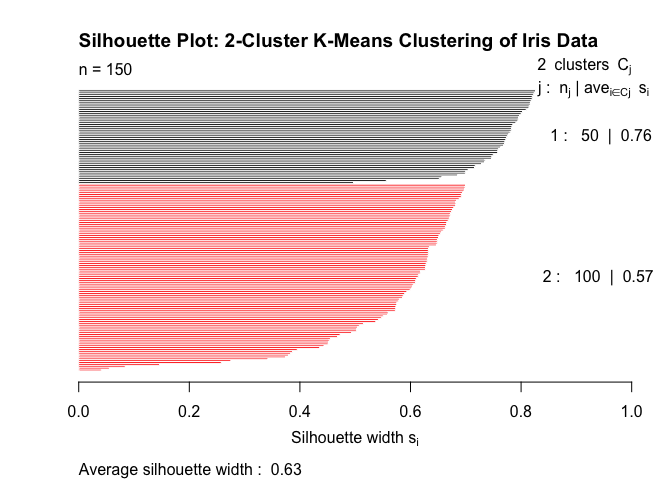 Silhouette Plot: 2-Cluster K-Means Clustering of Iris Data
n = 150
2 clusters Cj
j : nj | avei∈Cj si
1 : 50 | 0.76
2 : 100 | 0.57
0.0 0.2 0.4 0.6 0.8 1.0
Silhouette width si
Average silhouette width : 0.63